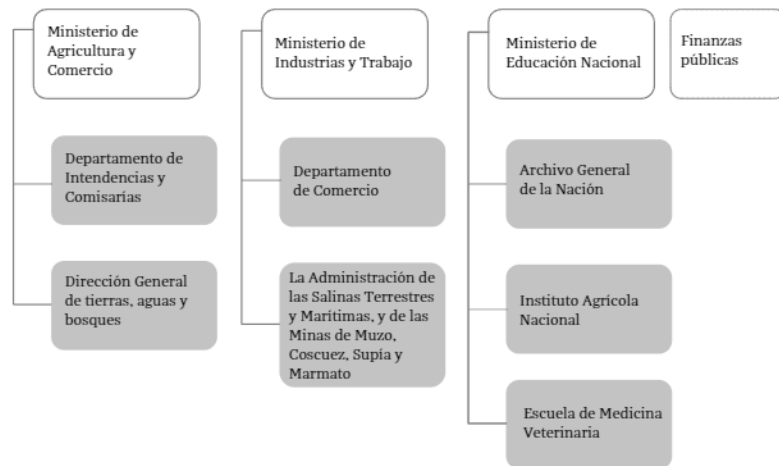 Ministerio de
Agricultura y
Comercio
Departamento de
Intendencias y
Comisarías
Dirección General
de tierras, aguas y
bosques
Ministerio de
Industrias y Trabajo
Departamento
de Comercio
La Administración de
las Salinas Terrestres
y Marítimas, y de las
Minas de Muzo,
Coscuez, Supía y
Marmato
Ministerio de
Educación Nacional
Archivo General
de la Nación
Instituto Agrícola
Nacional
Escuela de Medicina
Veterinaria
Finanzas
públicas